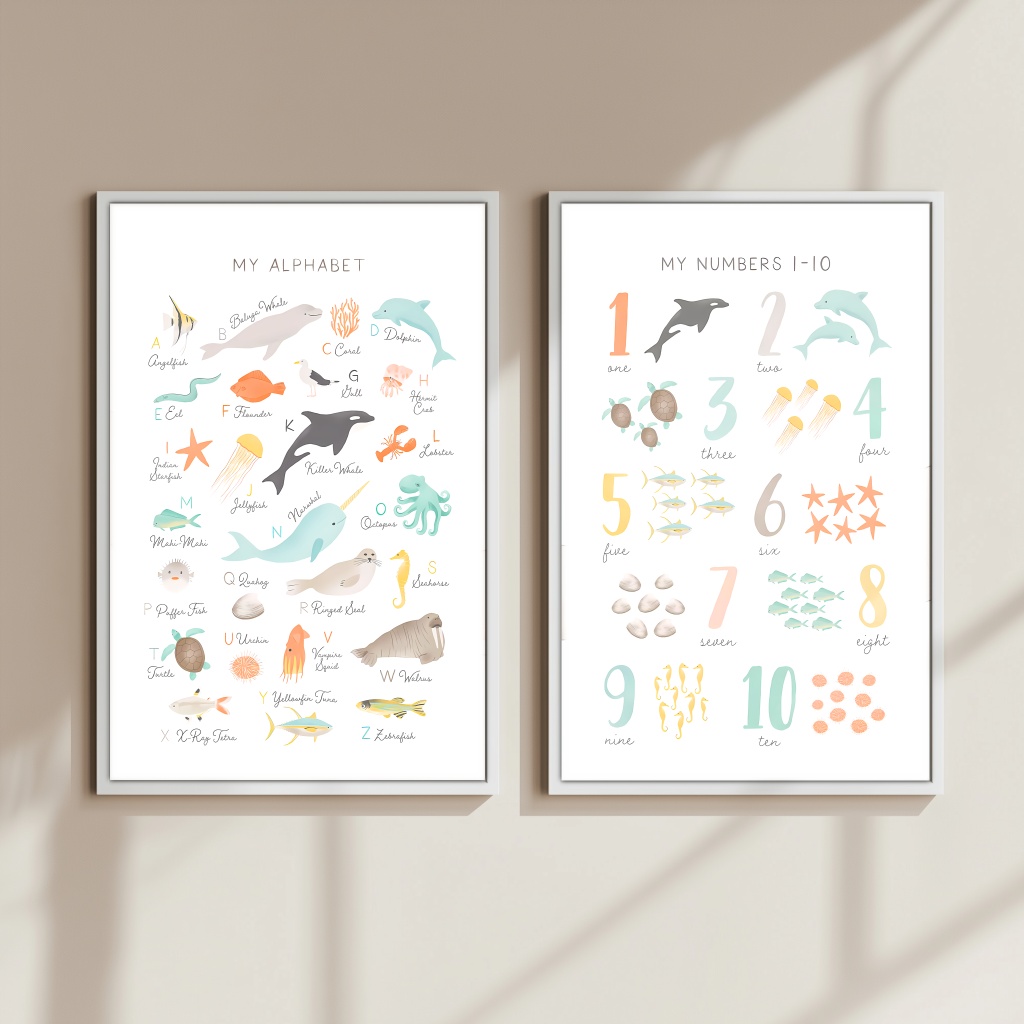 MY ALPHABET
A
Angelfish
B Beluga Whale
C Coral
D Dolphin
E Eel
F Flounder
G
Gull
H
Hermit
Crab
I
Indian
Starfish
J
Jellyfish
K
Killer Whale
L
Lobster
M
Mahi-Mahi
N Narwhal
O
Octopus
P Puffer Fish
Q Quahog
R Ringed Seal
S
Seahorse
T
Turtle
U Urchin
V
Vampire
Squid
W Walrus
X X-Ray Tetra
Y Yellowfin Tuna
Z Zebrafish
MY NUMBERS 1-10
1
one
2
two
3
three
4
four
5
five
6
six
7
seven
8
eight
9
nine
10
ten